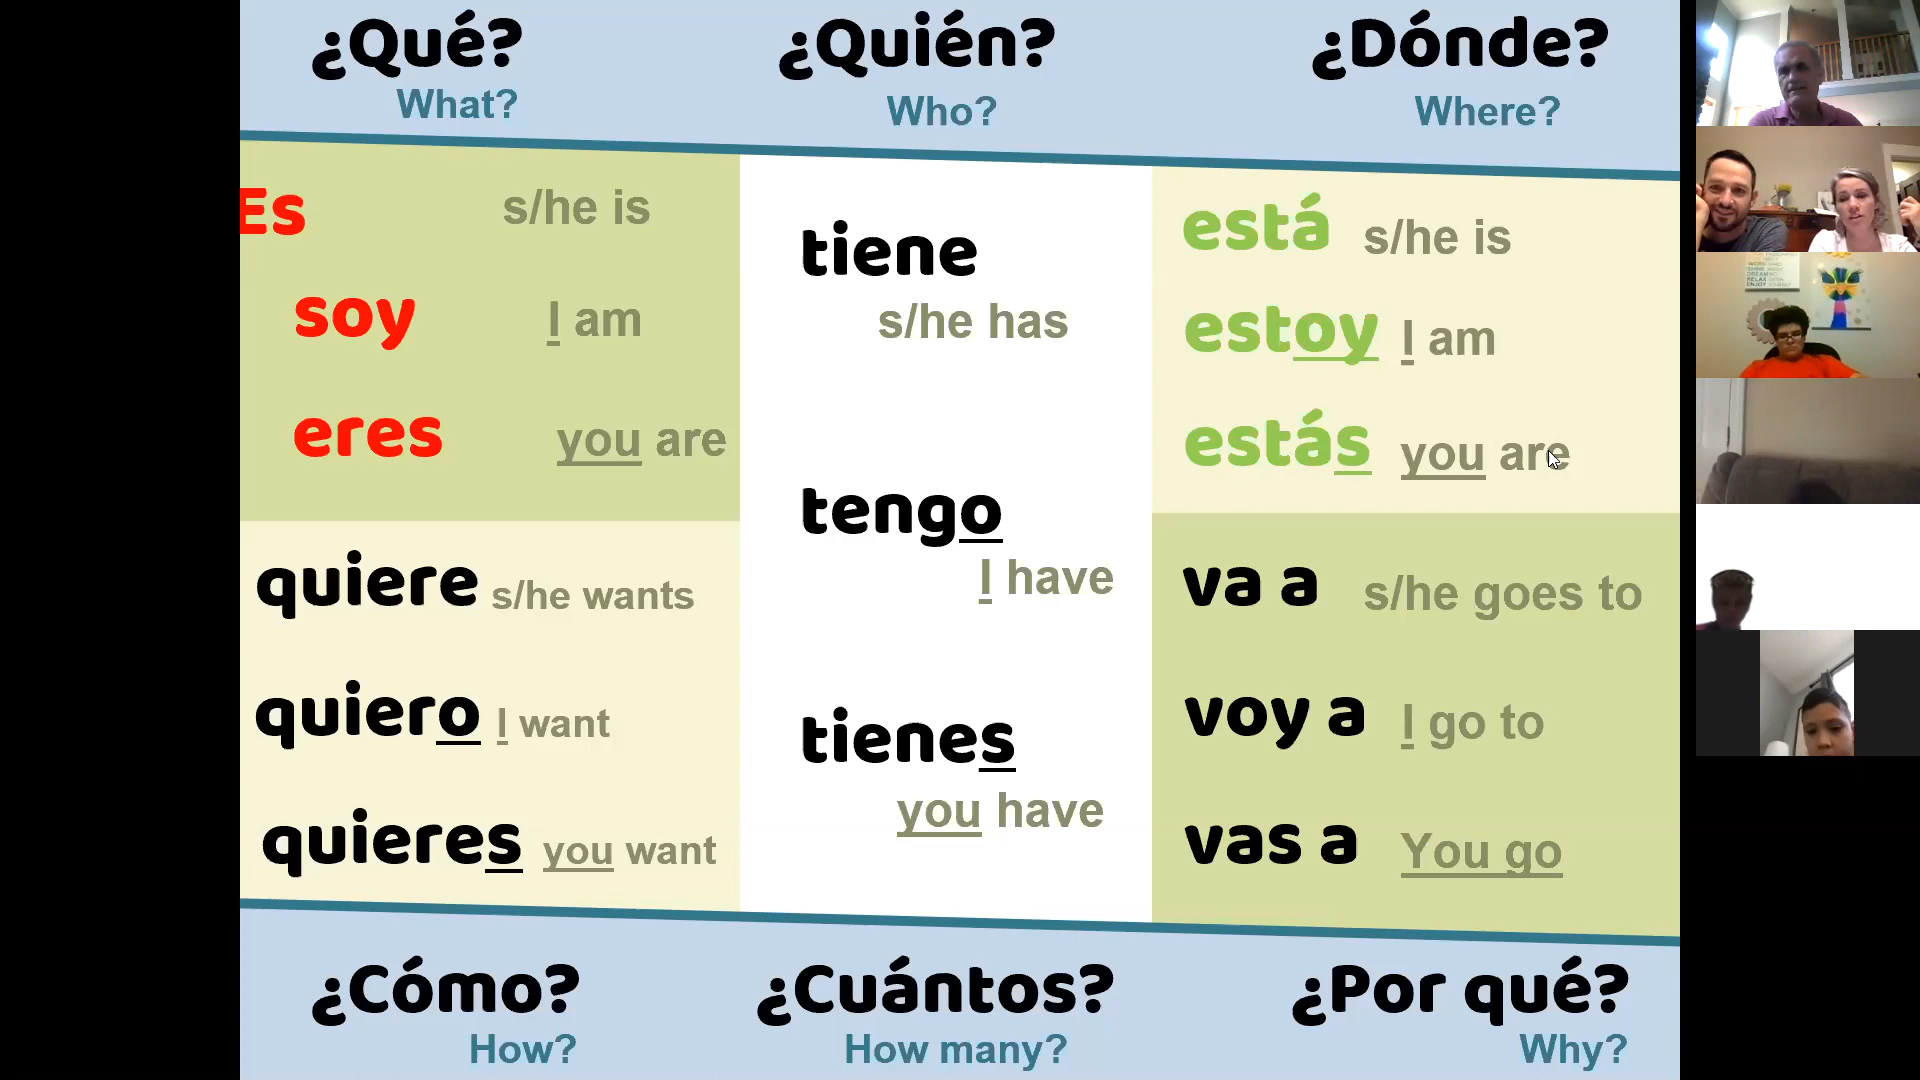 ¿Qué? ¿Quién? ¿Dónde?
What? Who? Where?
Es s/he is
soy I am
eres you are
quiere s/he wants
quiero I want
quieres you want
tiene
s/he has
tengo
I have
tienes
you have
está s/he is
estoy I am
estás you are
va a s/he goes to
voy a I go to
vas a You go
¿Cómo? ¿Cuántos? ¿Por qué?
How? How many? Why?